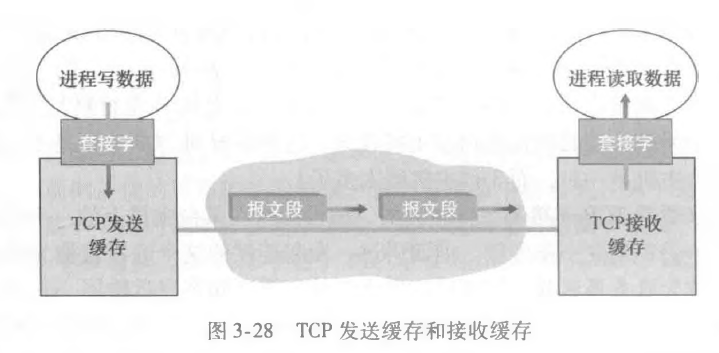 进程写数据
进程读取数据
套接字
套接字
报文段
报文段
TCP发送
缓存
TCP接收
缓存
图 3-28 TCP 发送缓存和接收缓存